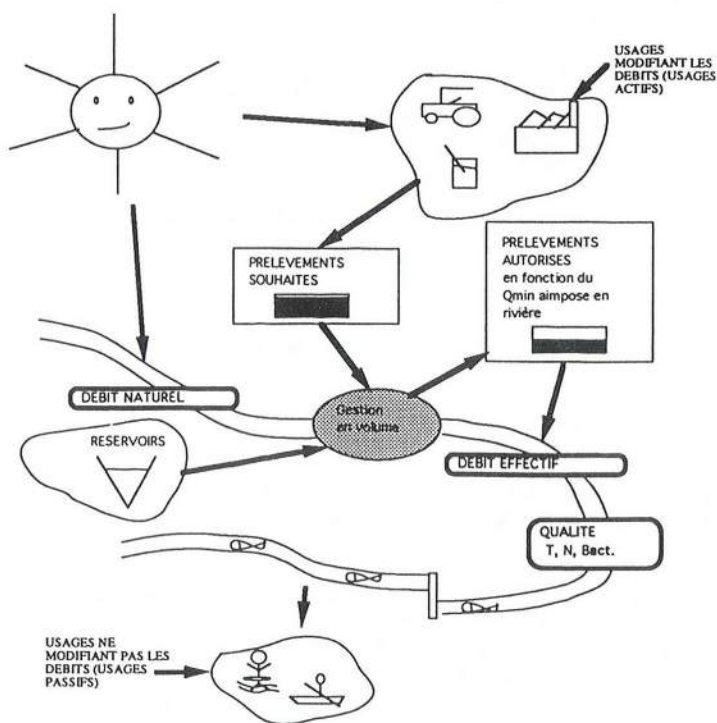 USAGES
MODIFIANT LES
DEBITS (USAGES
ACTIFS)
PRELEVEMENTS
SOUHAITES
PRELEVEMENTS
AUTORISES
en fonction du
Qmin aimpose en
rivière
DEBIT NATUREL
Gestion
en volume
RESERVOIRS
DEBIT EFFECTIF
QUALITE
T, N, Bact.
USAGES NE
MODIFIANT PAS LES
DEBITS (USAGES
PASSIFS)